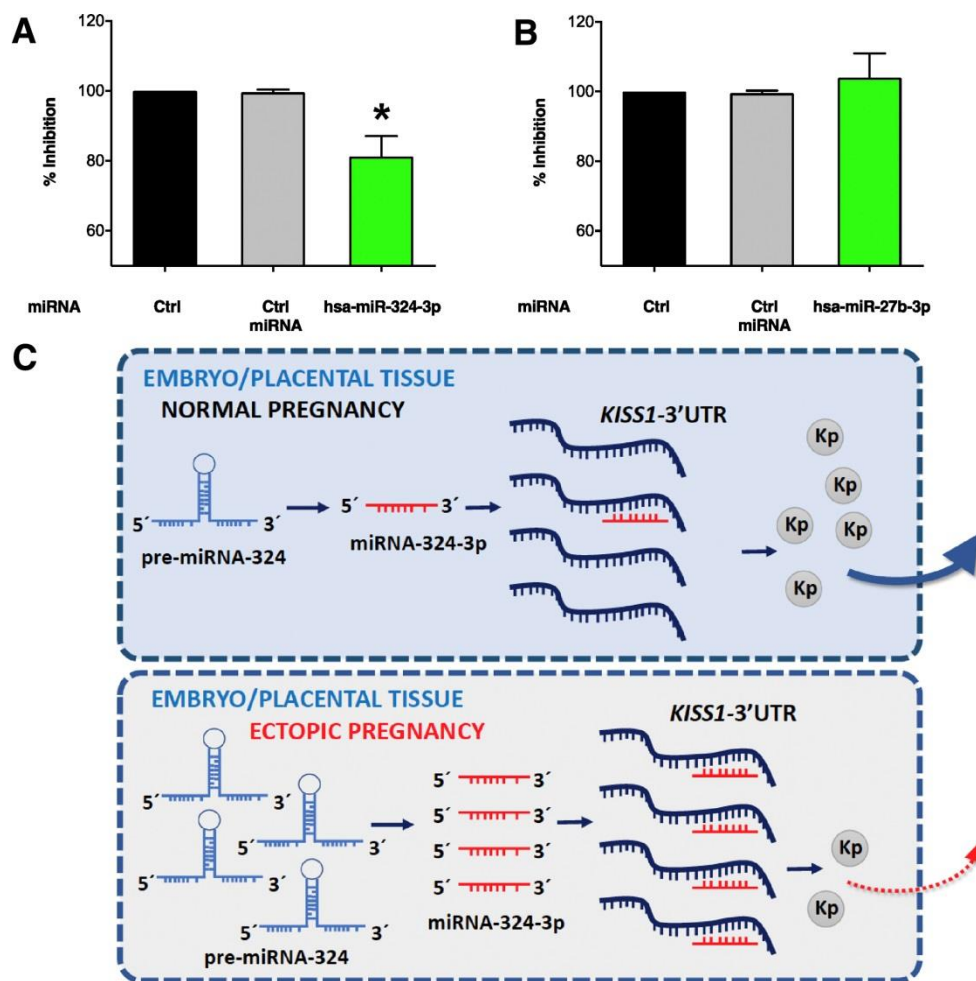 A
120
100
80
60
% Inhibition
*
miRNA
Ctrl
Ctrl
miRNA
hsa-miR-324-3p
B
120
100
80
60
% Inhibition
miRNA
Ctrl
Ctrl
miRNA
hsa-miR-27b-3p
C
EMBRYO/PLACENTAL TISSUE
NORMAL PREGNANCY
5´ 3´
pre-miRNA-324
5´ 3´
miRNA-324-3p
KISS1-3’UTR
Kp
Kp
Kp
Kp
Kp
EMBRYO/PLACENTAL TISSUE
ECTOPIC PREGNANCY
5´ 3´
5´ 3´
5´ 3´
5´ 3´
pre-miRNA-324
5´ 3´
5´ 3´
5´ 3´
5´ 3´
miRNA-324-3p
KISS1-3’UTR
Kp
Kp